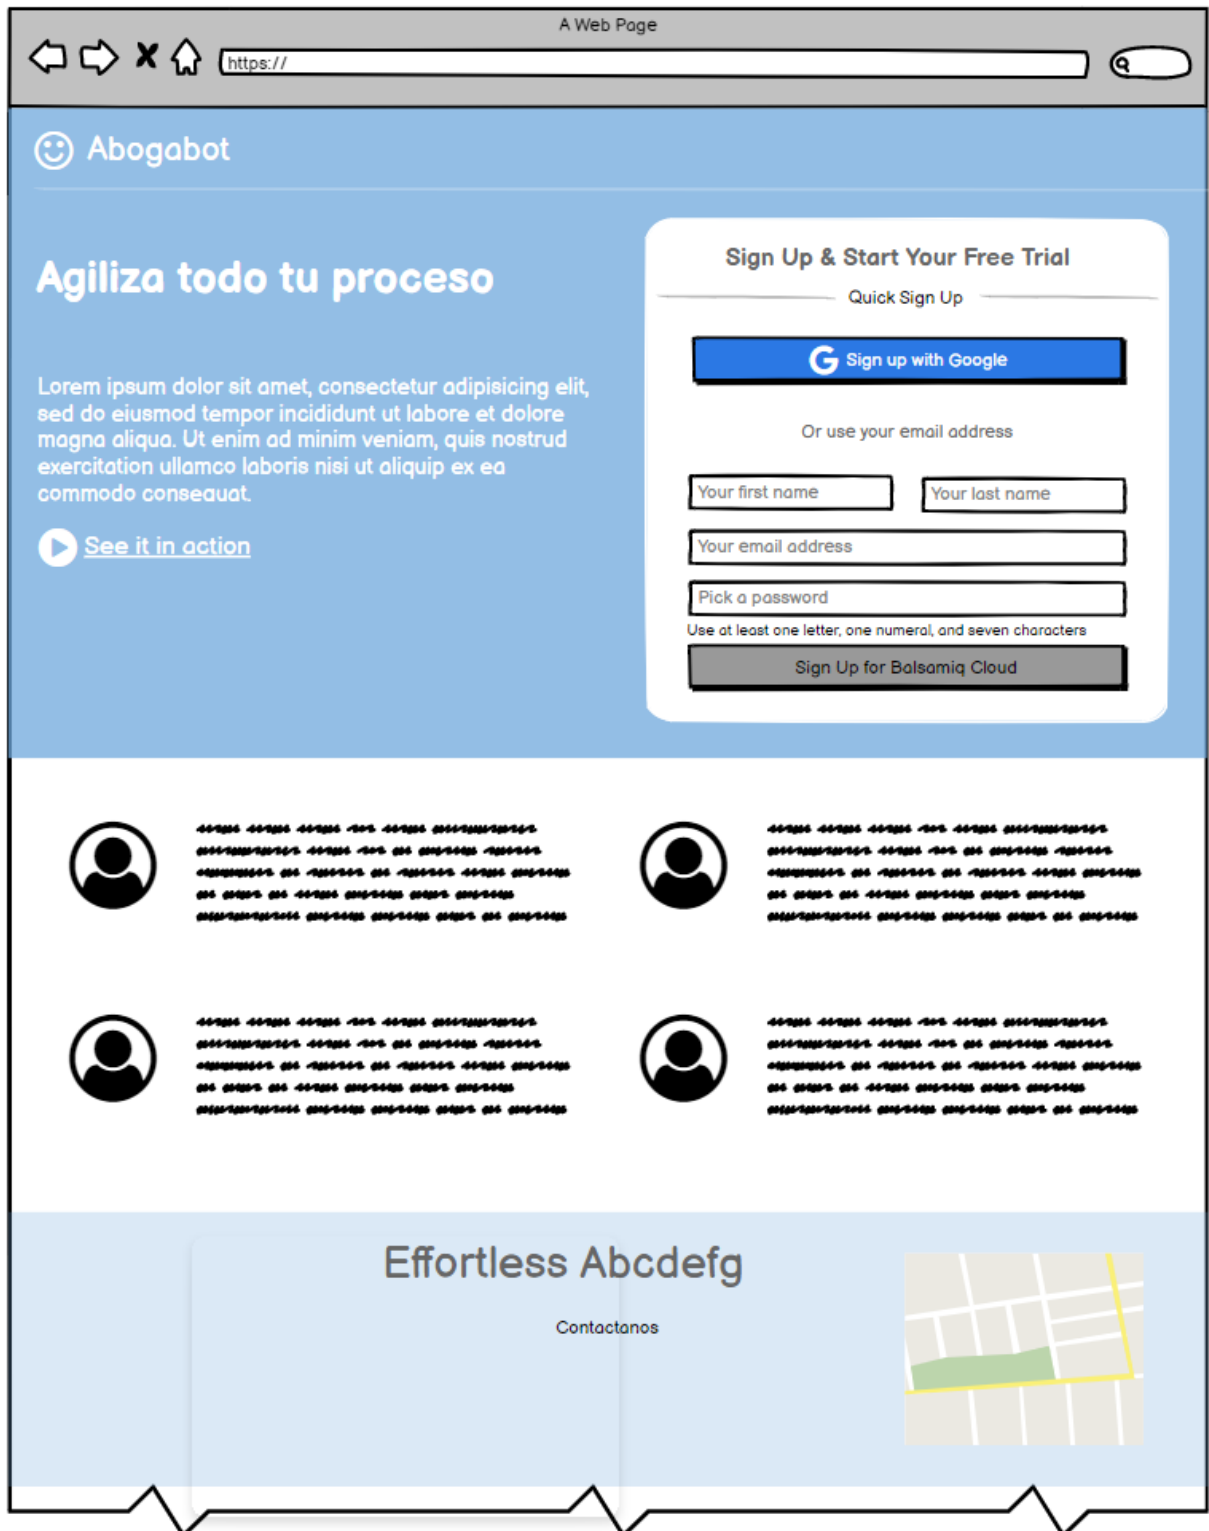 A Web Page
https://
Abogabot
Agiliza todo tu proceso
Lorem ipsum dolor sit amet, consectetur adipisicing elit,
sed do eiusmod tempor incididunt ut labore et dolore
magna aliqua. Ut enim ad minim veniam, quis nostrud
exercitation ullamco laboris nisi ut aliquip ex ea
commodo consequat.
See it in action
Sign Up & Start Your Free Trial
Quick Sign Up
G Sign up with Google
Or use your email address
Your first name
Your last name
Your email address
Pick a password
Use at least one letter, one numeral, and seven characters
Sign Up for Balsamiq Cloud
Effortless Abcdefg
Contactanos